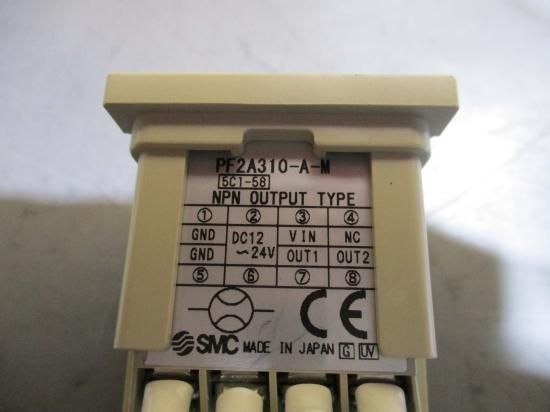 PF2A310-A-M
5C1-58
NPN OUTPUT TYPE
① ② ③ ④
GND DC12 VIN NC
GND ~24V OUT1 OUT2
⑤ ⑥ ⑦ ⑧
CE
SMC MADE IN JAPAN G UV